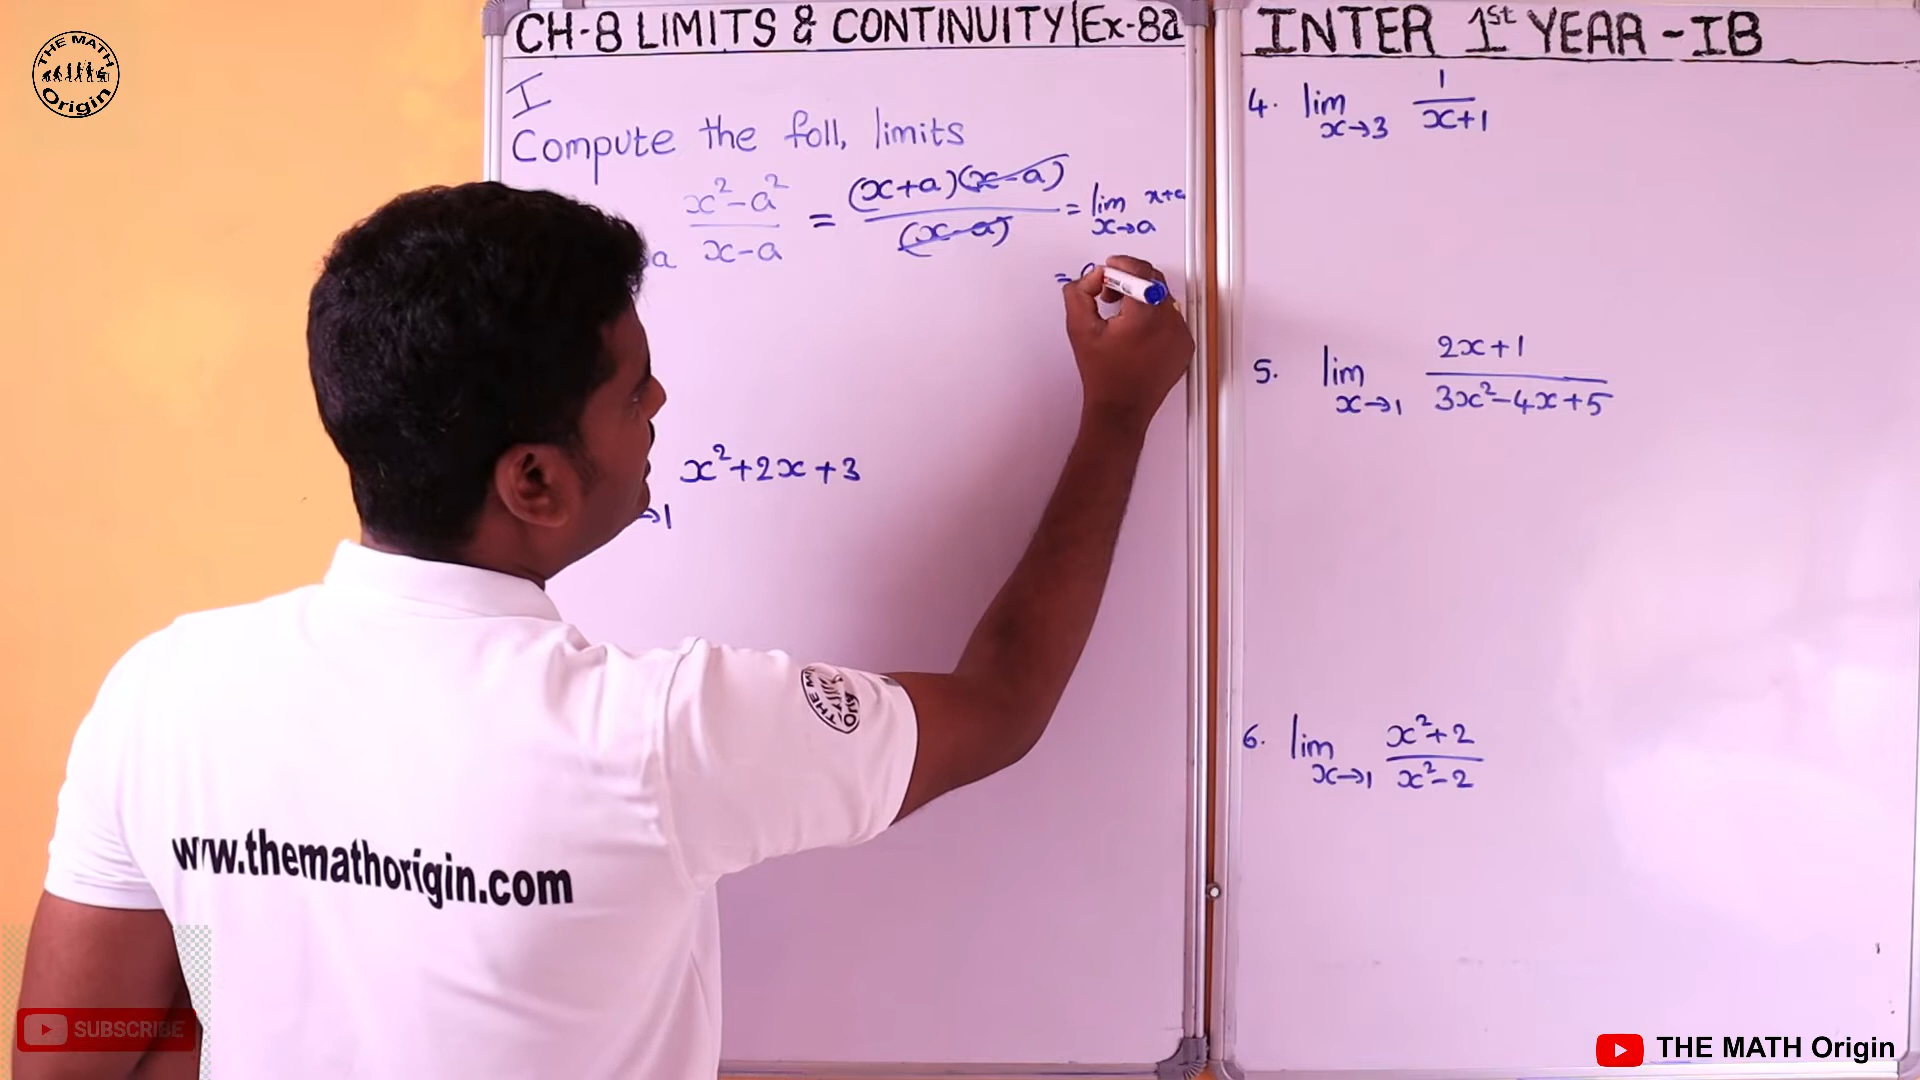 THE MATH
Origin
CH-8 LIMITS & CONTINUITY|Ex-8a
I
Compute the foll, limits
x²-a²/x-a = (x+a)(x-a)/(x-a) = lim x→a x+a
a
=
x²+2x+3
→1
INTER 1st YEAR - IB
4. lim x→3 1/x+1
5. lim x→1 2x+1/3x²-4x+5
6. lim x→1 x²+2/x²-2
THE
Orig
www.themathorigin.com
SUBSCRIBE
THE MATH Origin